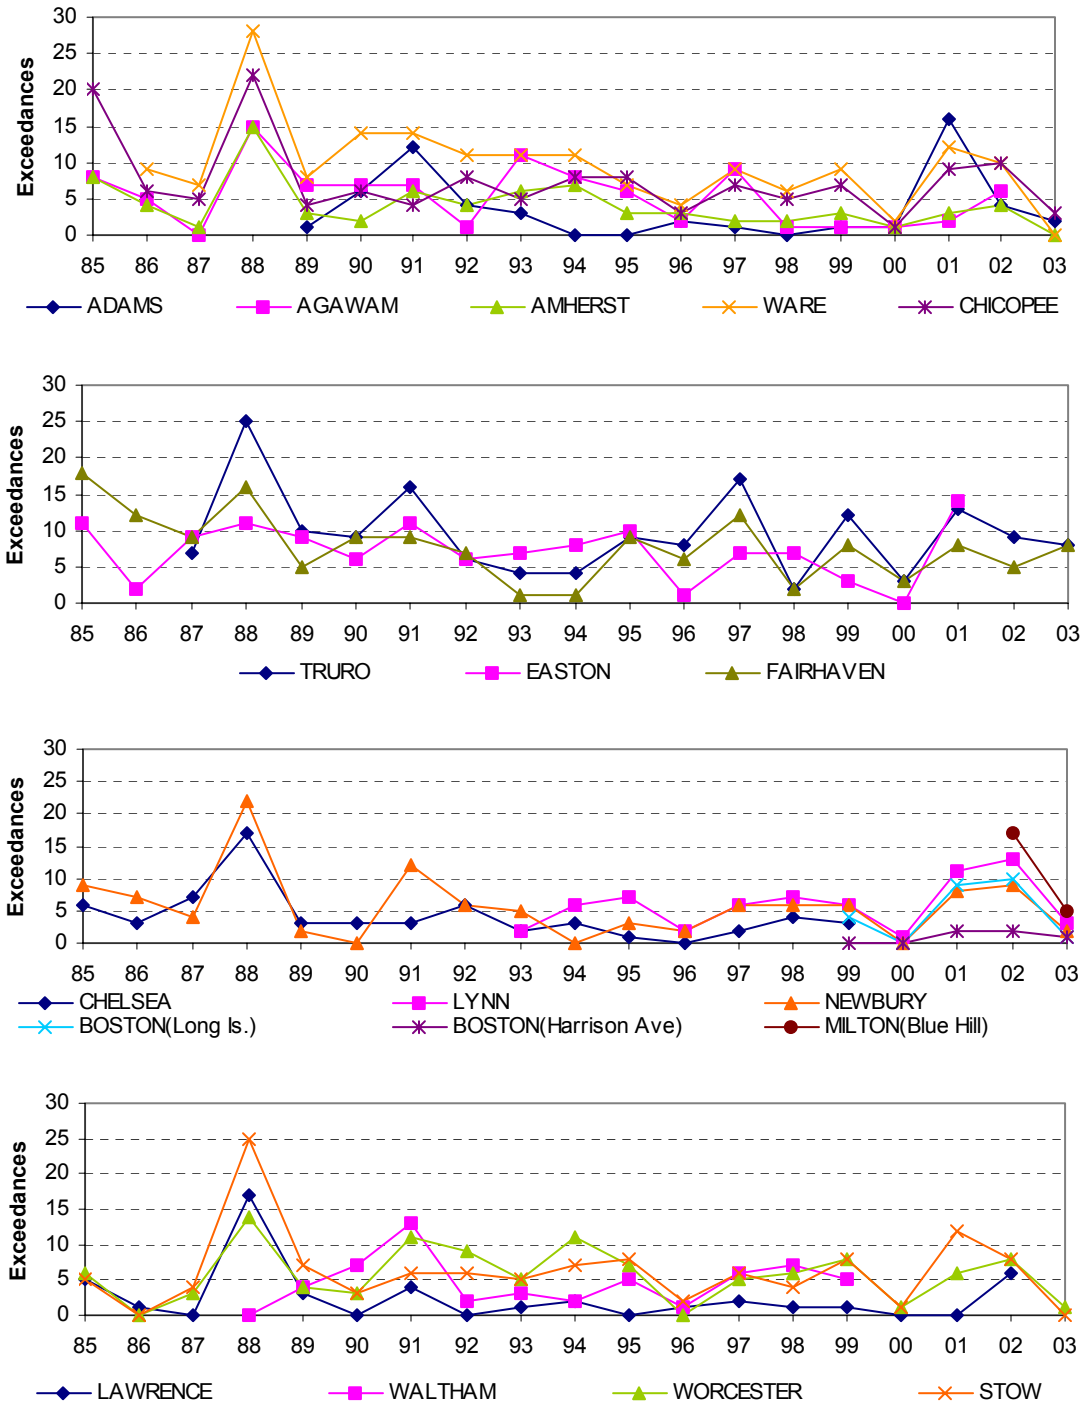 30
25
20
15
10
5
0
Exceedances
85 86 87 88 89 90 91 92 93 94 95 96 97 98 99 00 01 02 03
ADAMS AGAWAM AMHERST WARE CHICOPEE
30
25
20
15
10
5
0
Exceedances
85 86 87 88 89 90 91 92 93 94 95 96 97 98 99 00 01 02 03
TRURO EASTON FAIRHAVEN
30
25
20
15
10
5
0
Exceedances
85 86 87 88 89 90 91 92 93 94 95 96 97 98 99 00 01 02 03
CHELSEA LYNN NEWBURY
BOSTON(Long Is.) BOSTON(Harrison Ave) MILTON(Blue Hill)
30
25
20
15
10
5
0
Exceedances
85 86 87 88 89 90 91 92 93 94 95 96 97 98 99 00 01 02 03
LAWRENCE WALTHAM WORCESTER STOW